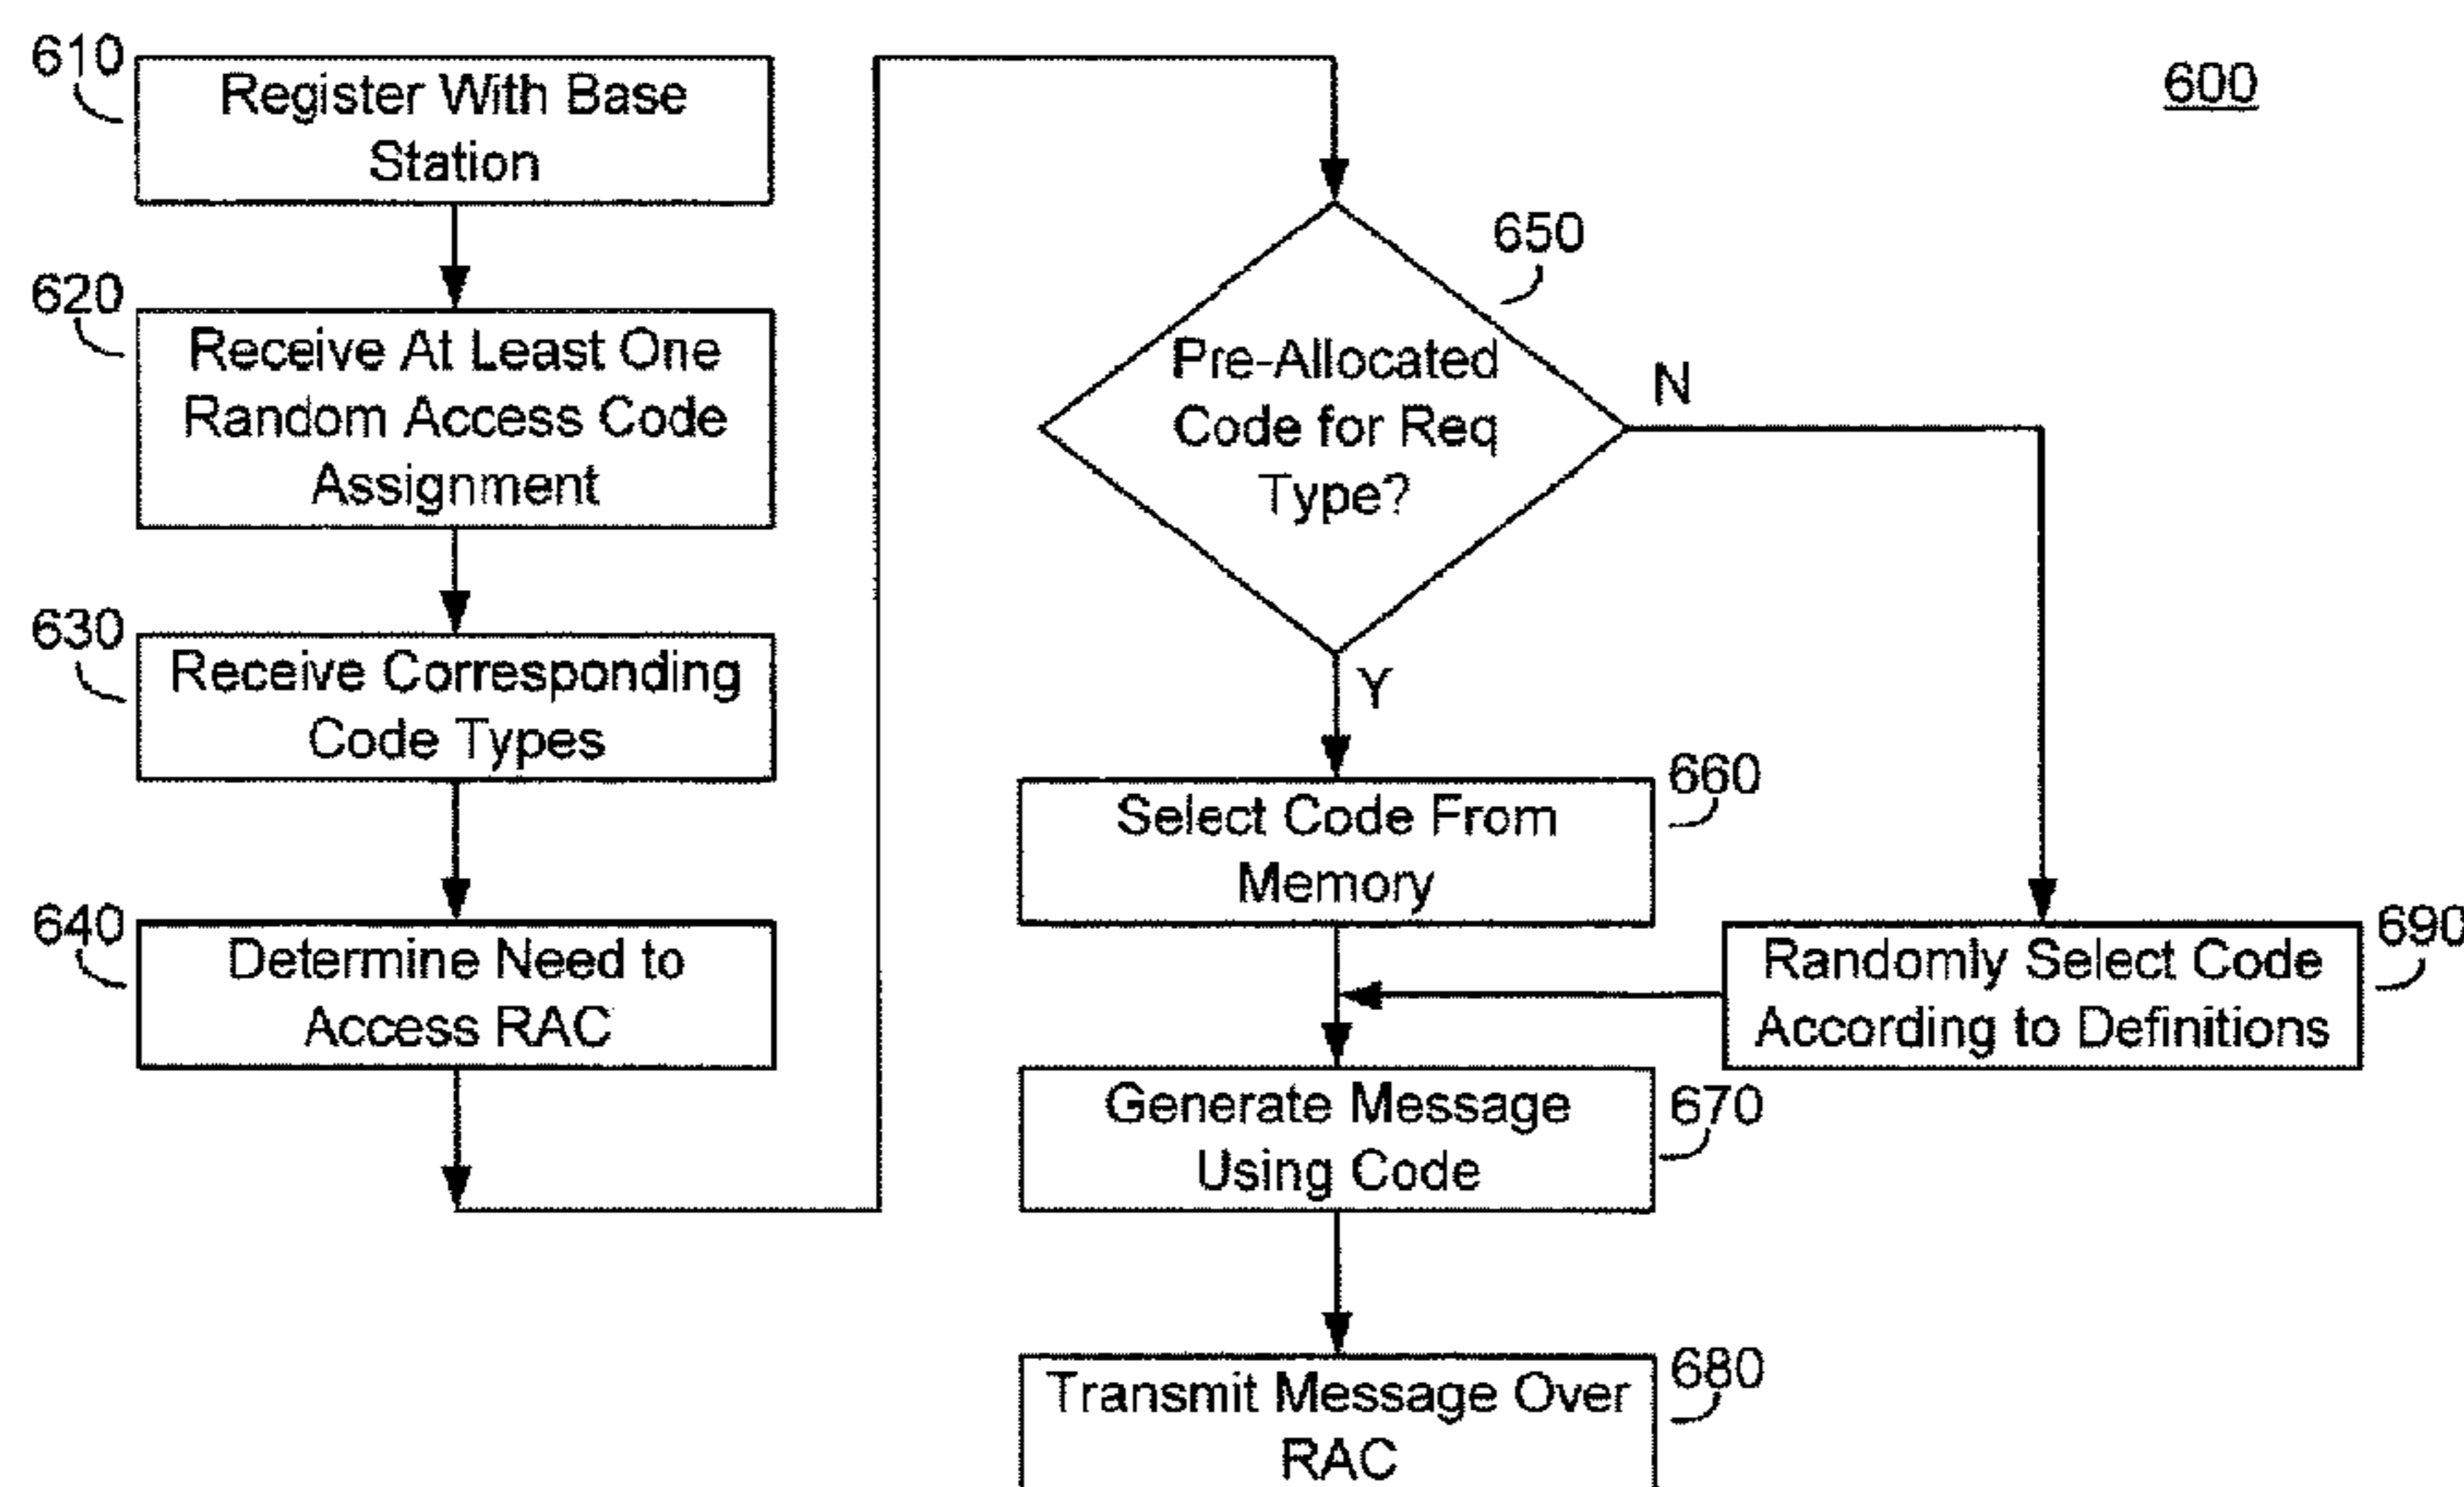 600
610
Register With Base
Station
620
Receive At Least One
Random Access Code
Assignment
630
Receive Corresponding
Code Types
640
Determine Need to
Access RAC
650
Pre-Allocated
Code for Req
Type?
N
Y
660
Select Code From
Memory
690
Randomly Select Code
According to Definitions
670
Generate Message
Using Code
680
Transmit Message Over
RAC